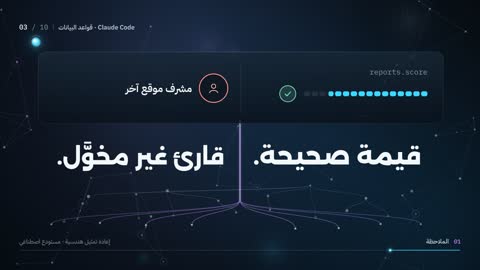 03 / 10 | Claude Code - قواعد البيانات
reports.score
مشرف موقع آخر
قيمة صحيحة.
قارئ غير مخوَّل.
01 الملاحظة
إعادة تمثيل هندسية · مستودع اصطناعي